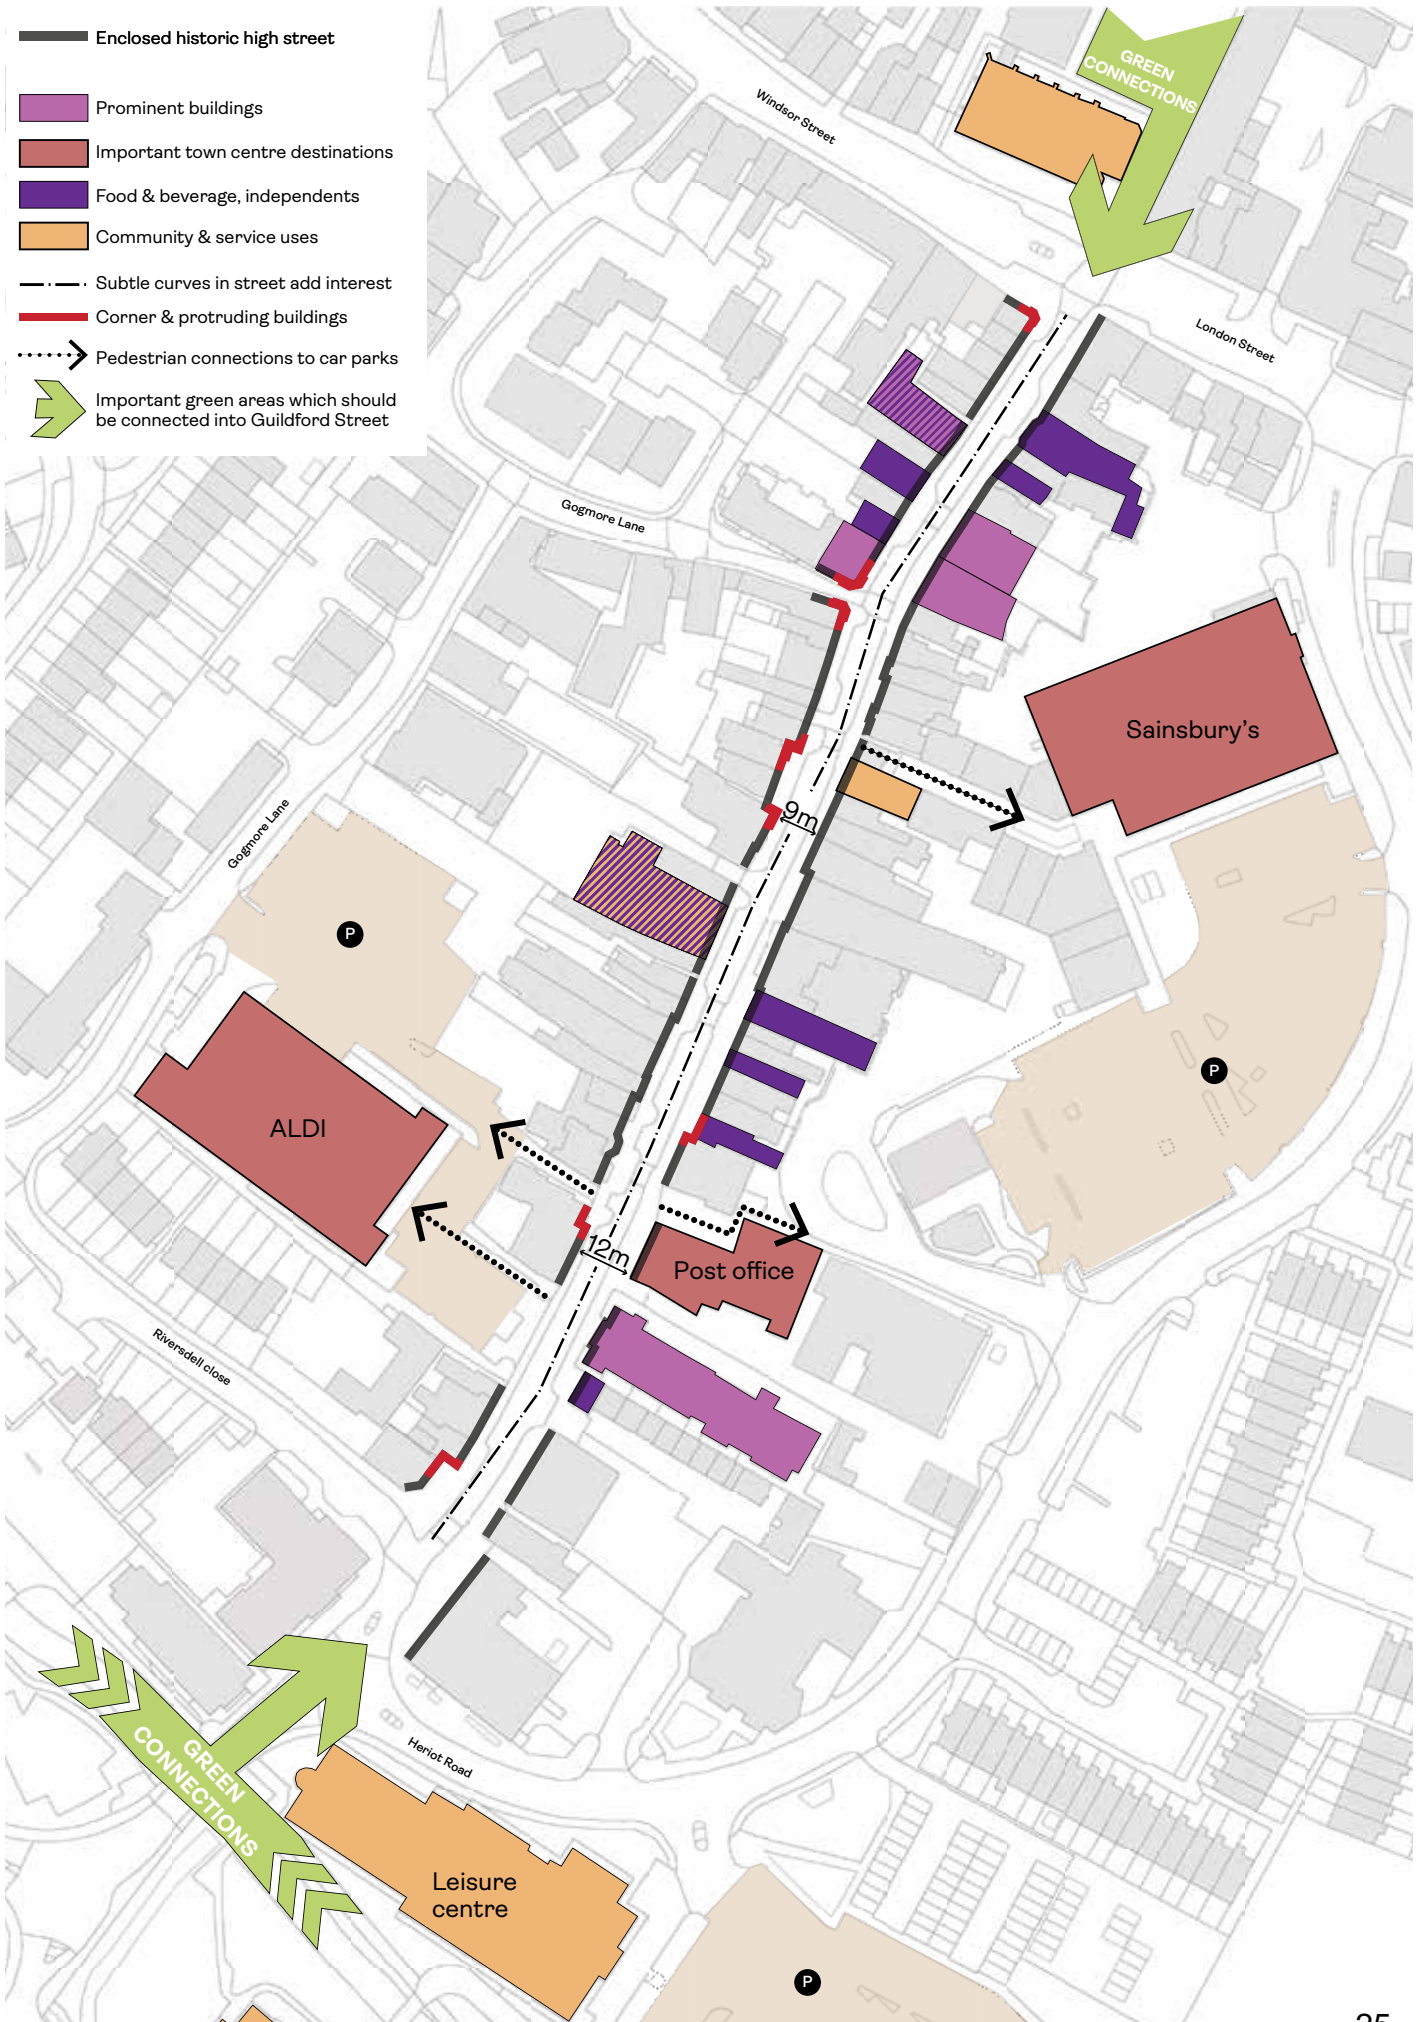 Enclosed historic high street
Prominent buildings
Important town centre destinations
Food & beverage, independents
Community & service uses
Subtle curves in street add interest
Corner & protruding buildings
Pedestrian connections to car parks
Important green areas which should
be connected into Guildford Street
GREEN
CONNECTIONS
Windsor Street
London Street
Gogmore Lane
Sainsbury's
9m
Gogmore Lane
P
P
ALDI
12m
Post office
Riversdell close
GREEN
CONNECTIONS
Heriot Road
Leisure
centre
P